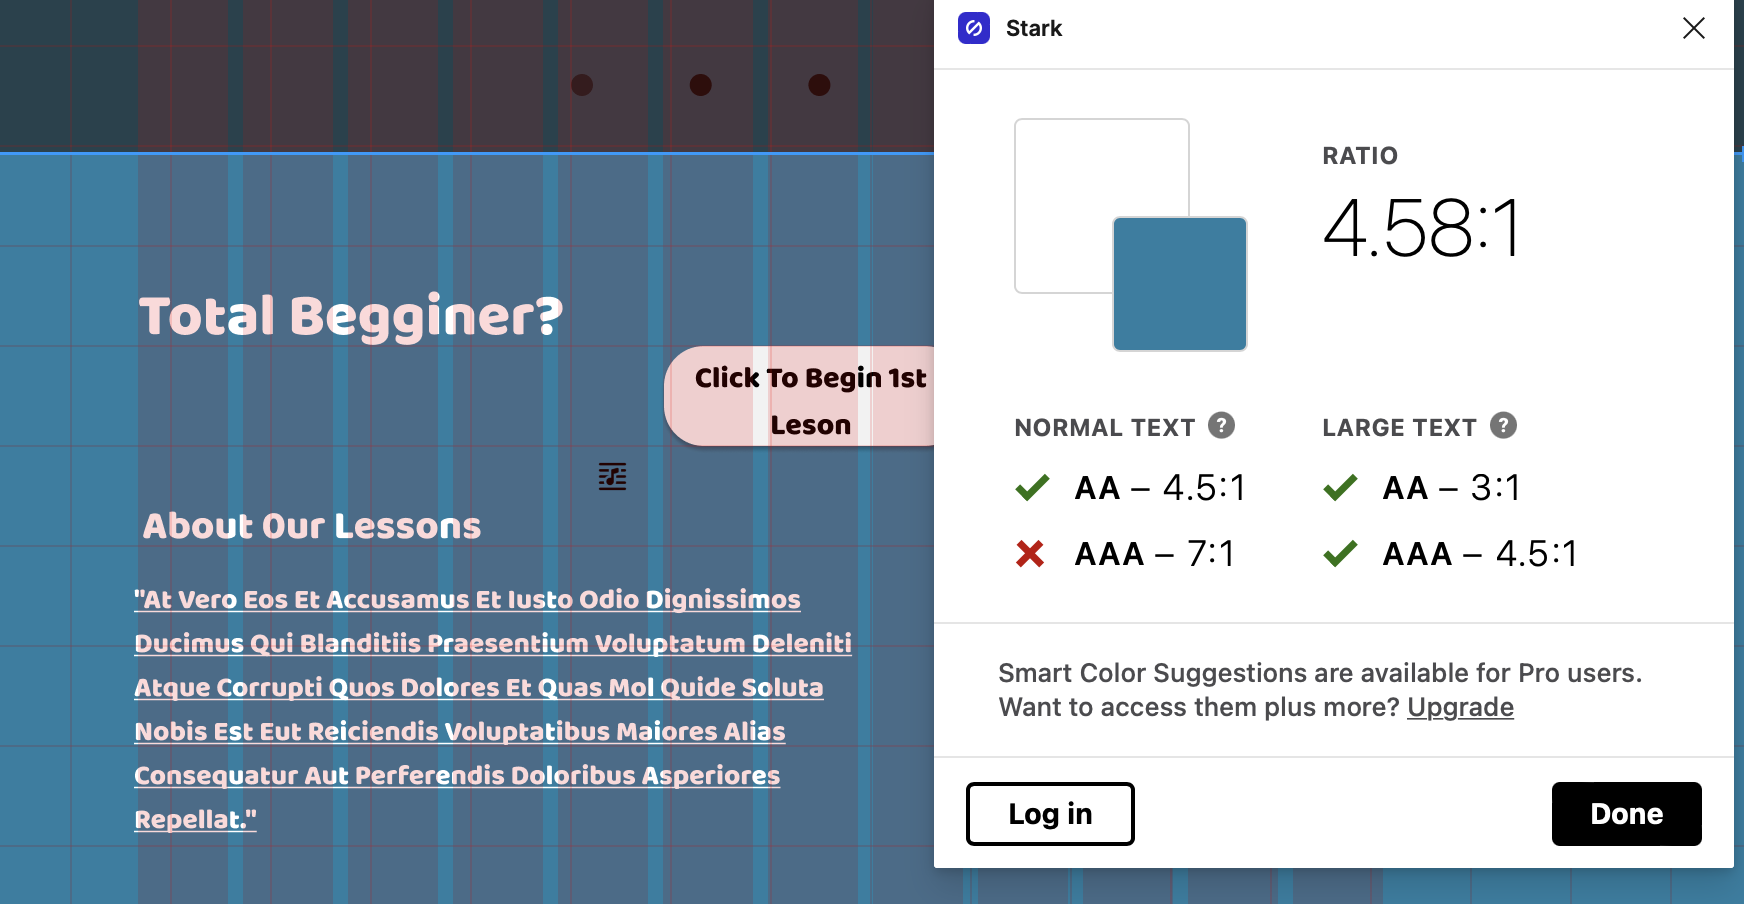 Total Begginer?
Click To Begin 1st
Leson
About Our Lessons
"At Vero Eos Et Accusamus Et Iusto Odio Dignissimos
Ducimus Qui Blanditiis Praesentium Voluptatum Deleniti
Atque Corrupti Quos Dolores Et Quas Mol Quide Soluta
Nobis Est Eut Reiciendis Voluptatibus Maiores Alias
Consequatur Aut Perferendis Doloribus Asperiores
Repellat."
Stark
RATIO
4.58:1
NORMAL TEXT ?
AA – 4.5:1
AAA – 7:1
LARGE TEXT ?
AA – 3:1
AAA – 4.5:1
Smart Color Suggestions are available for Pro users.
Want to access them plus more? Upgrade
Log in
Done